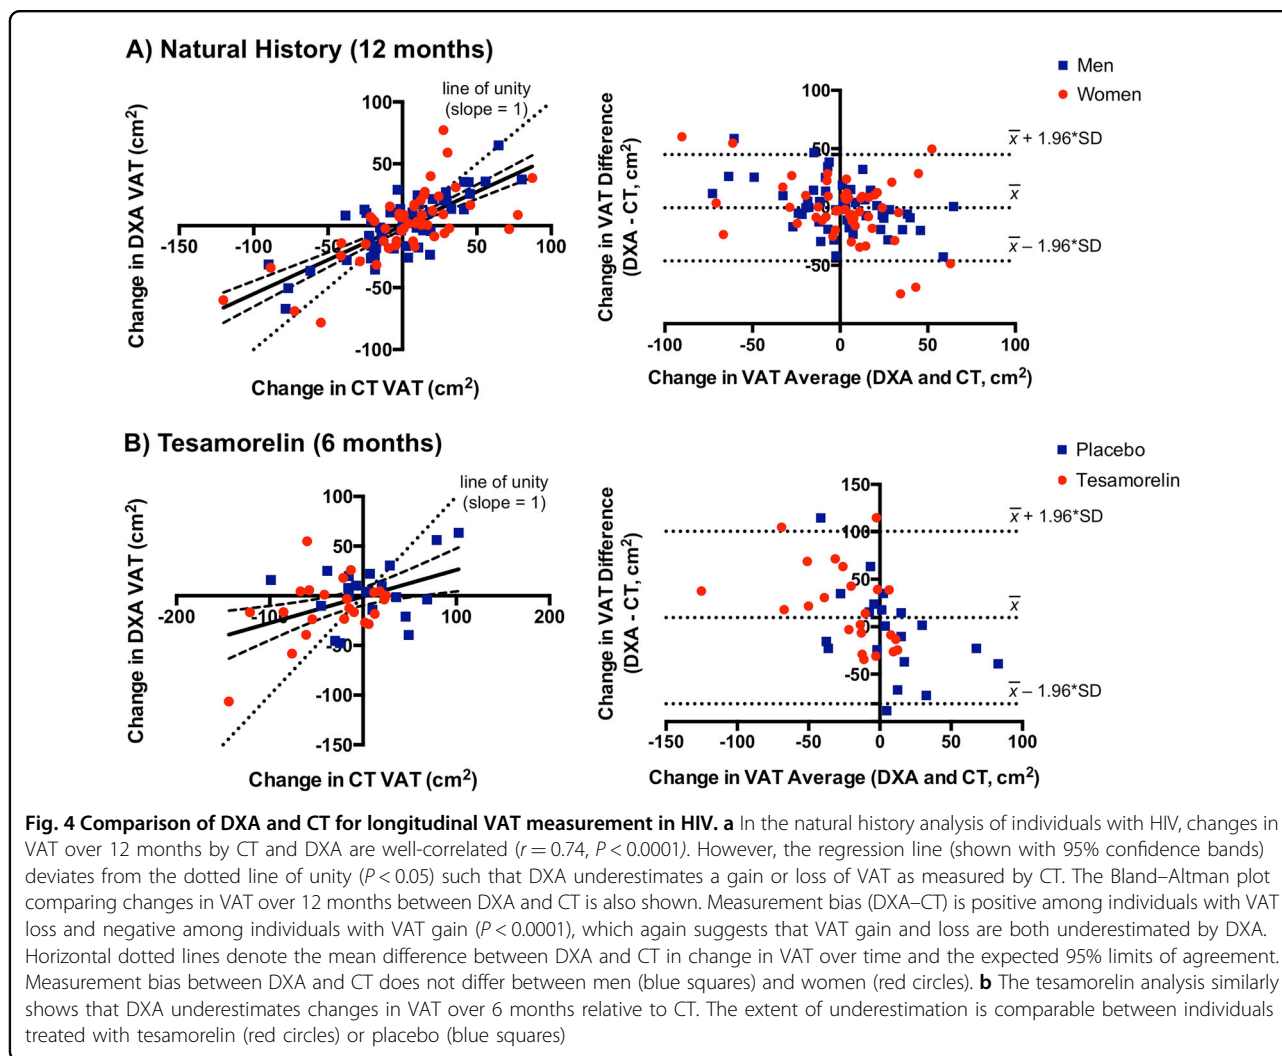 A) Natural History (12 months)
Men
Women
line of unity
(slope = 1)
Change in DXA VAT (cm²)
100
50
-150
-100
-50
50
100
-50
-100
Change in CT VAT (cm²)
Change in VAT Difference
(DXA - CT, cm²)
100
50
0
-50
x̅ + 1.96*SD
x̅
x̅ − 1.96*SD
-100
-50
0
50
100
Change in VAT Average (DXA and CT, cm²)
B) Tesamorelin (6 months)
Placebo
Tesamorelin
line of unity
(slope = 1)
Change in DXA VAT (cm²)
100
50
-200
-100
100
200
-50
-100
-150
Change in CT VAT (cm²)
Change in VAT Difference
(DXA - CT, cm²)
150
100
50
0
-50
x̅ + 1.96*SD
x̅
x̅ − 1.96*SD
-150
-100
-50
0
50
100
Change in VAT Average (DXA and CT, cm²)
Fig. 4 Comparison of DXA and CT for longitudinal VAT measurement in HIV. a In the natural history analysis of individuals with HIV, changes in
VAT over 12 months by CT and DXA are well-correlated (r = 0.74, P < 0.0001). However, the regression line (shown with 95% confidence bands)
deviates from the dotted line of unity (P < 0.05) such that DXA underestimates a gain or loss of VAT as measured by CT. The Bland–Altman plot
comparing changes in VAT over 12 months between DXA and CT is also shown. Measurement bias (DXA–CT) is positive among individuals with VAT
loss and negative among individuals with VAT gain (P < 0.0001), which again suggests that VAT gain and loss are both underestimated by DXA.
Horizontal dotted lines denote the mean difference between DXA and CT in change in VAT over time and the expected 95% limits of agreement.
Measurement bias between DXA and CT does not differ between men (blue squares) and women (red circles). b The tesamorelin analysis similarly
shows that DXA underestimates changes in VAT over 6 months relative to CT. The extent of underestimation is comparable between individuals
treated with tesamorelin (red circles) or placebo (blue squares)